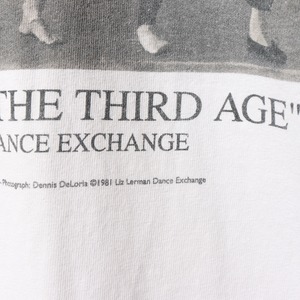 THE THIRD AGE"
ANCE EXCHANGE
Photograph: Dennis DeLoria ©1981 Liz Lerman Dance Exchange